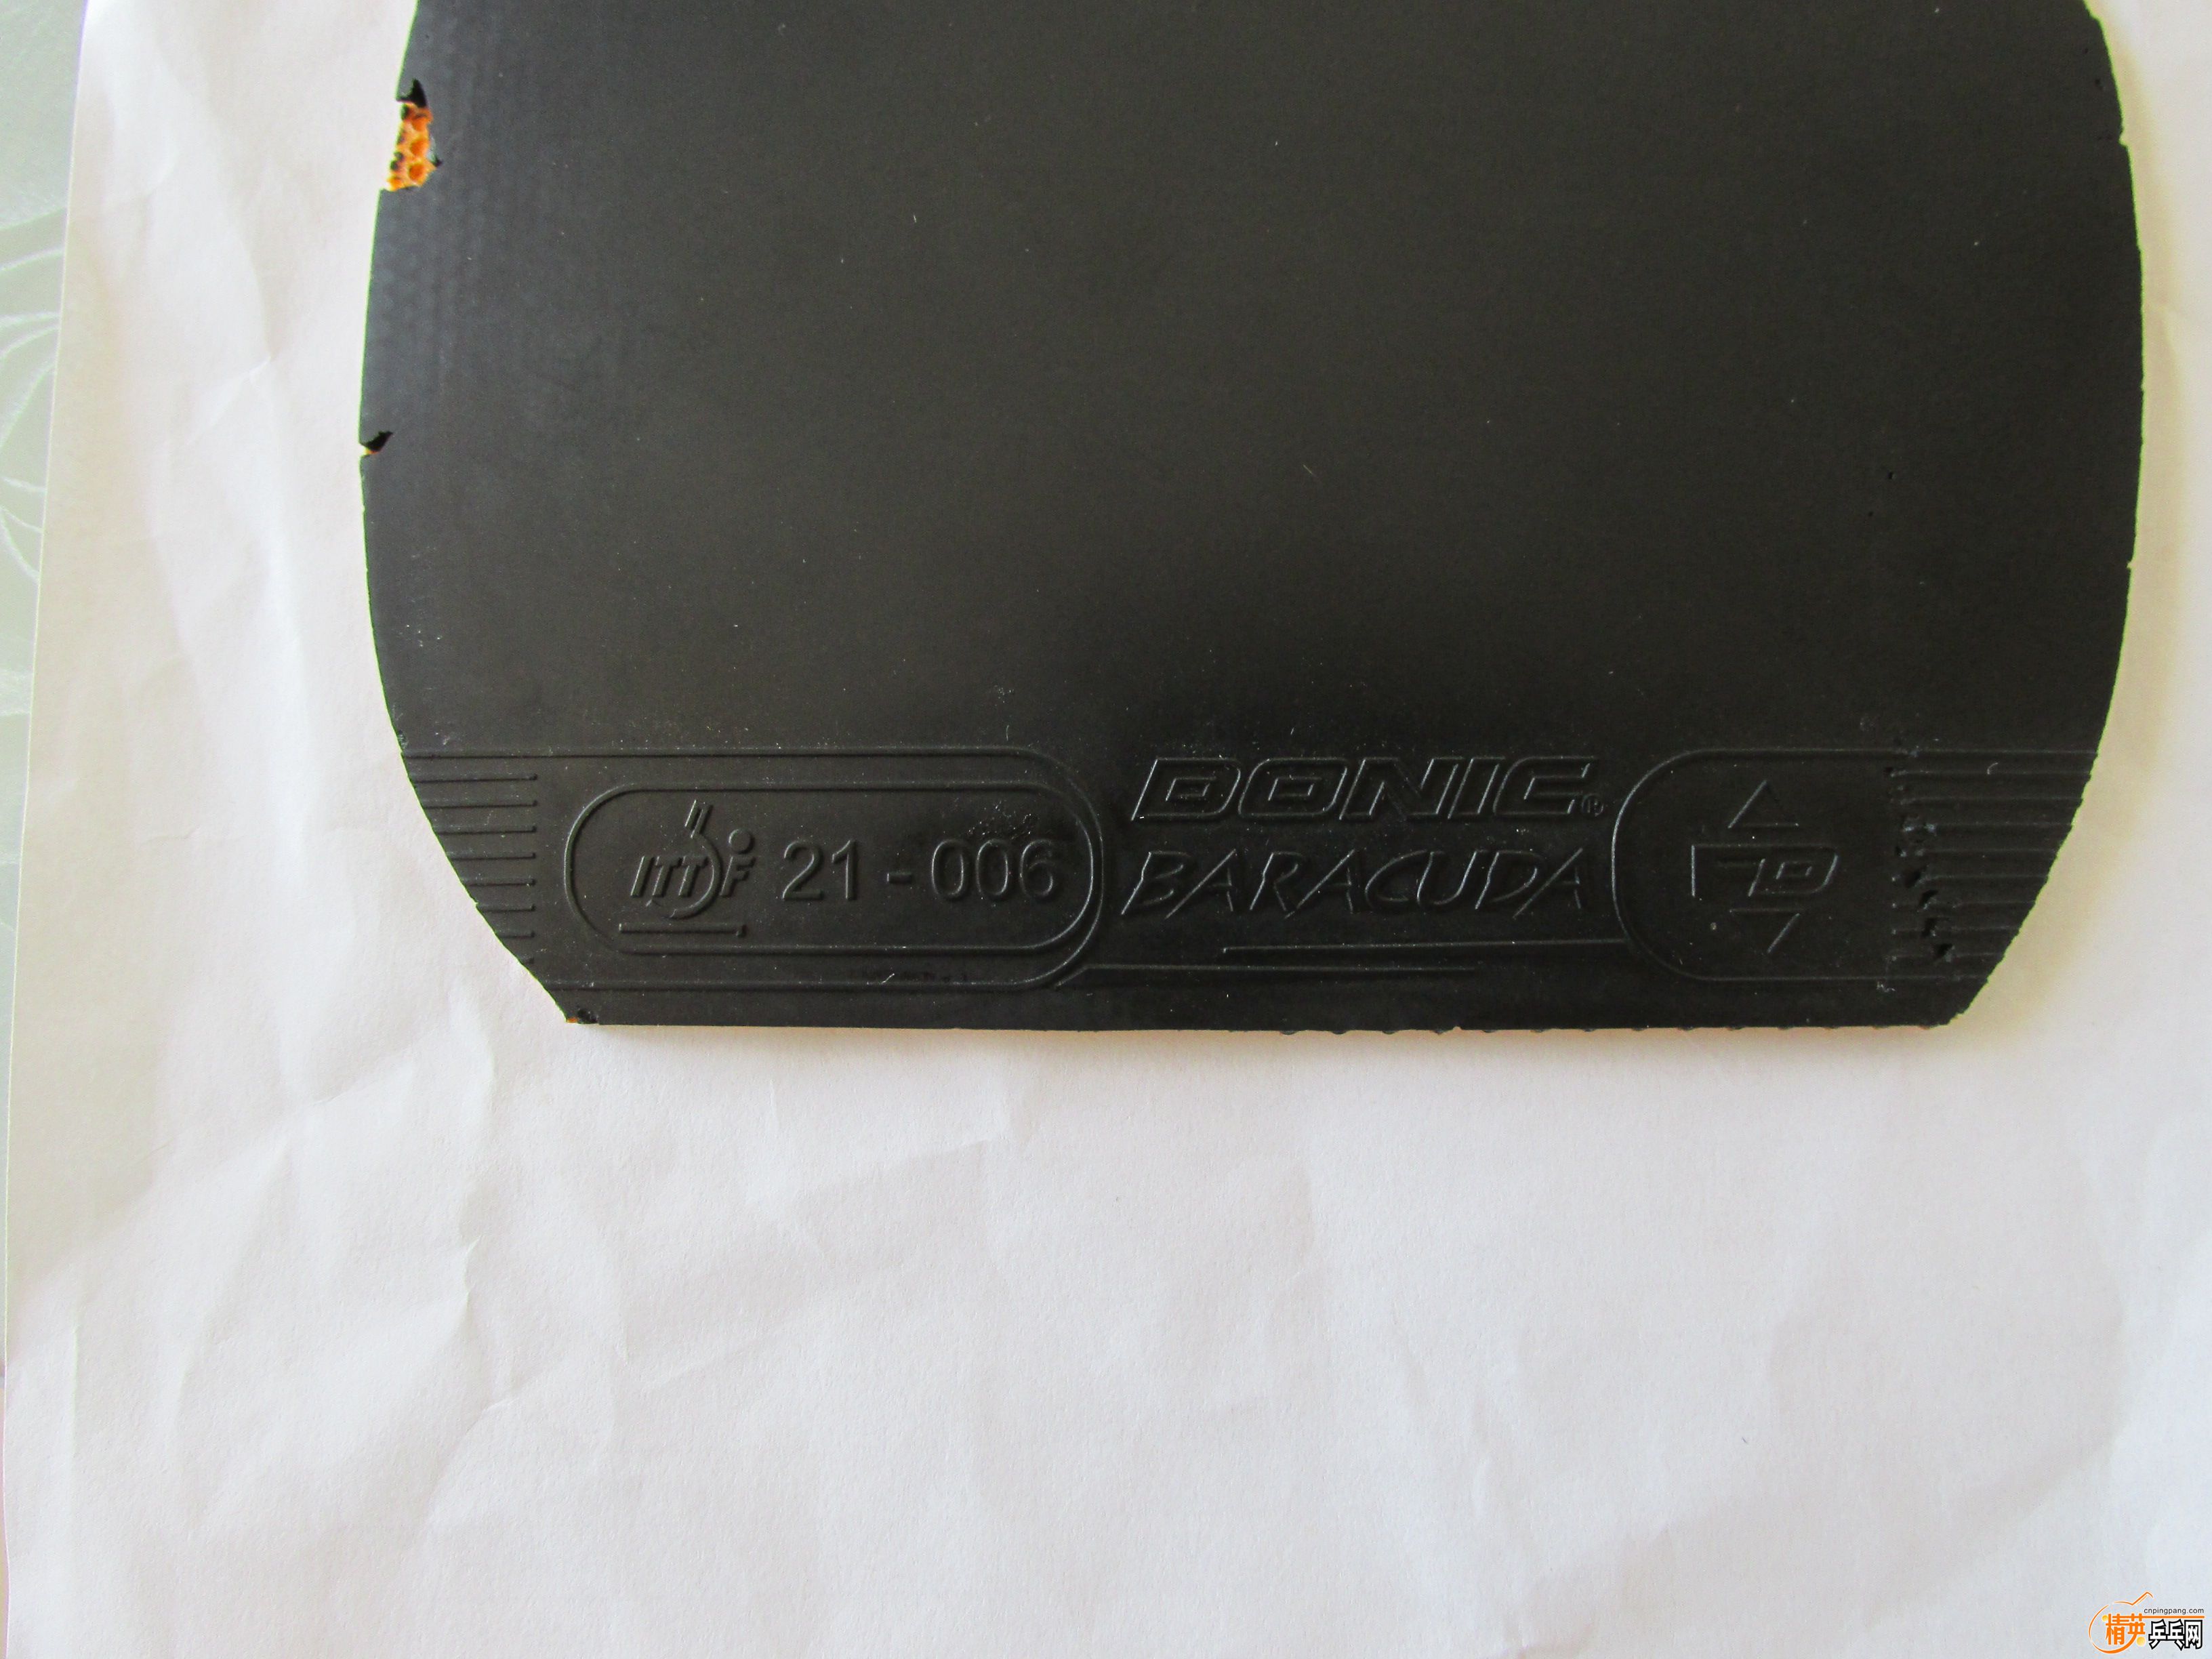 ITTF 21-006
DONIC®
BARACUDA
cnpingpang.com
精英乒乓网